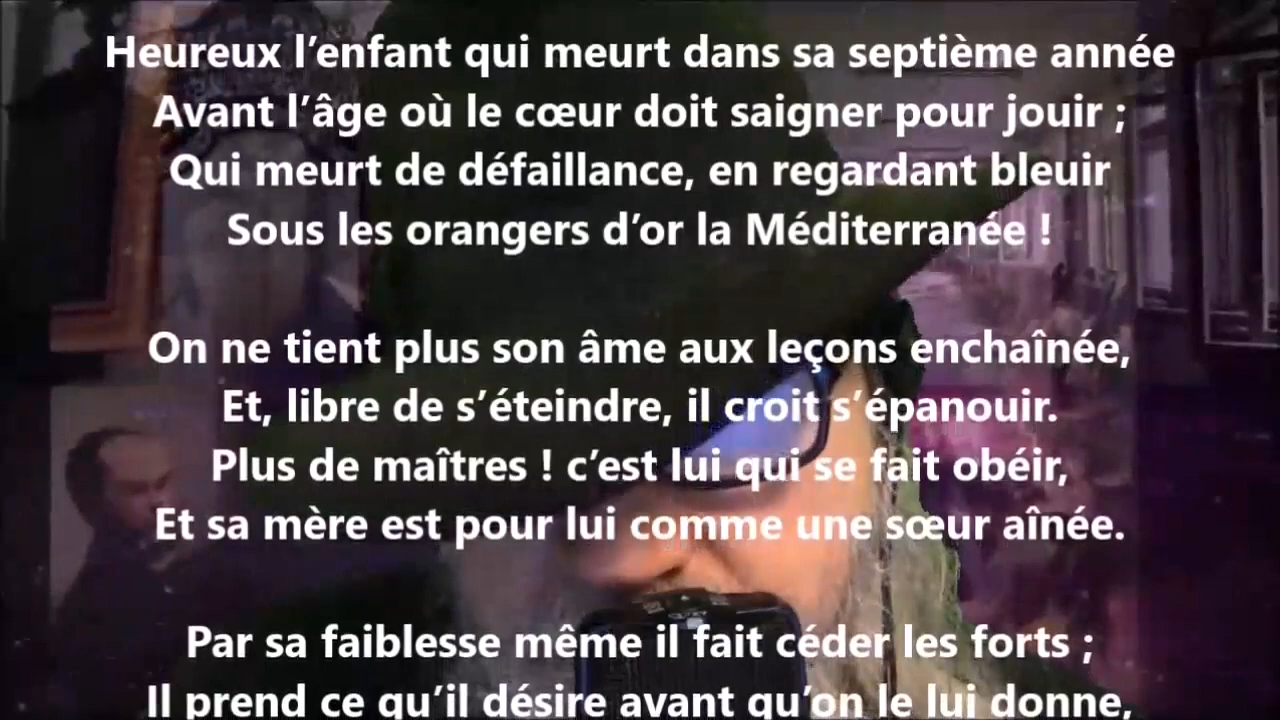 Heureux l’enfant qui meurt dans sa septième année
Avant l’âge où le cœur doit saigner pour jouir ;
Qui meurt de défaillance, en regardant bleuir
Sous les orangers d’or la Méditerranée !
On ne tient plus son âme aux leçons enchaînée,
Et, libre de s’éteindre, il croit s’épanouir.
Plus de maîtres ! c’est lui qui se fait obéir,
Et sa mère est pour lui comme une sœur aînée.
Par sa faiblesse même il fait céder les forts ;
Il prend ce qu’il désire avant qu’on le lui donne,